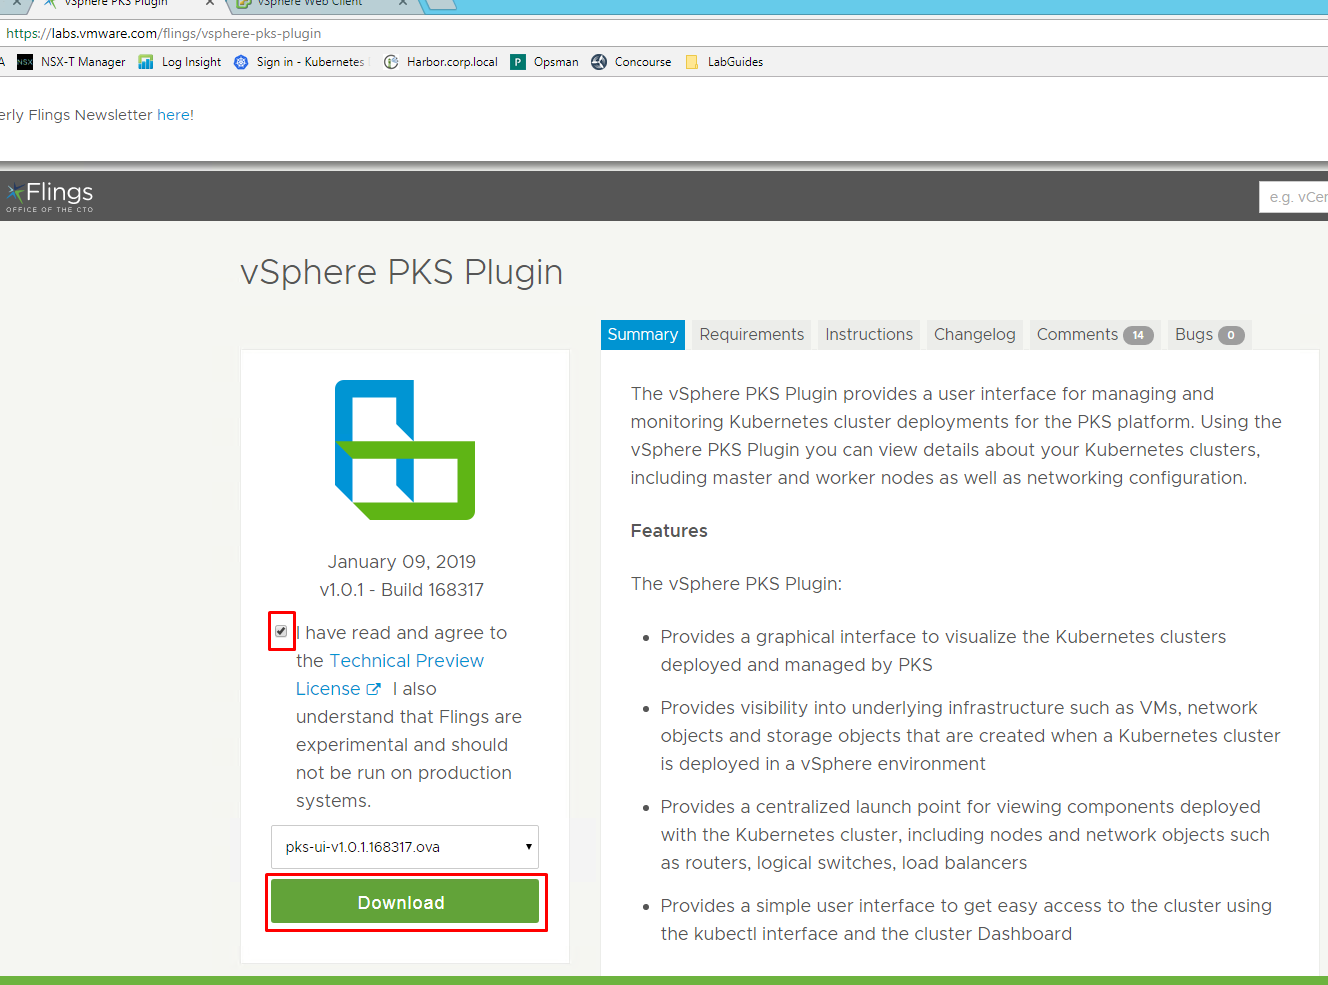 vSphere PKS Plugin
vSphere Web Client
https://labs.vmware.com/flings/vsphere-pks-plugin
NSX NSX-T Manager Log Insight Sign in - Kubernetes Harbor.corp.local P Opsman Concourse LabGuides
erly Flings Newsletter here!
Flings
OFFICE OF THE CTO
e.g. vCen
vSphere PKS Plugin
Summary Requirements Instructions Changelog Comments 14 Bugs 0
January 09, 2019
v1.0.1 - Build 168317
I have read and agree to
the Technical Preview
License I also
understand that Flings are
experimental and should
not be run on production
systems.
pks-ui-v1.0.1.168317.ova
Download
The vSphere PKS Plugin provides a user interface for managing and
monitoring Kubernetes cluster deployments for the PKS platform. Using the
vSphere PKS Plugin you can view details about your Kubernetes clusters,
including master and worker nodes as well as networking configuration.
Features
The vSphere PKS Plugin:
• Provides a graphical interface to visualize the Kubernetes clusters
deployed and managed by PKS
• Provides visibility into underlying infrastructure such as VMs, network
objects and storage objects that are created when a Kubernetes cluster
is deployed in a vSphere environment
• Provides a centralized launch point for viewing components deployed
with the Kubernetes cluster, including nodes and network objects such
as routers, logical switches, load balancers
• Provides a simple user interface to get easy access to the cluster using
the kubectl interface and the cluster Dashboard